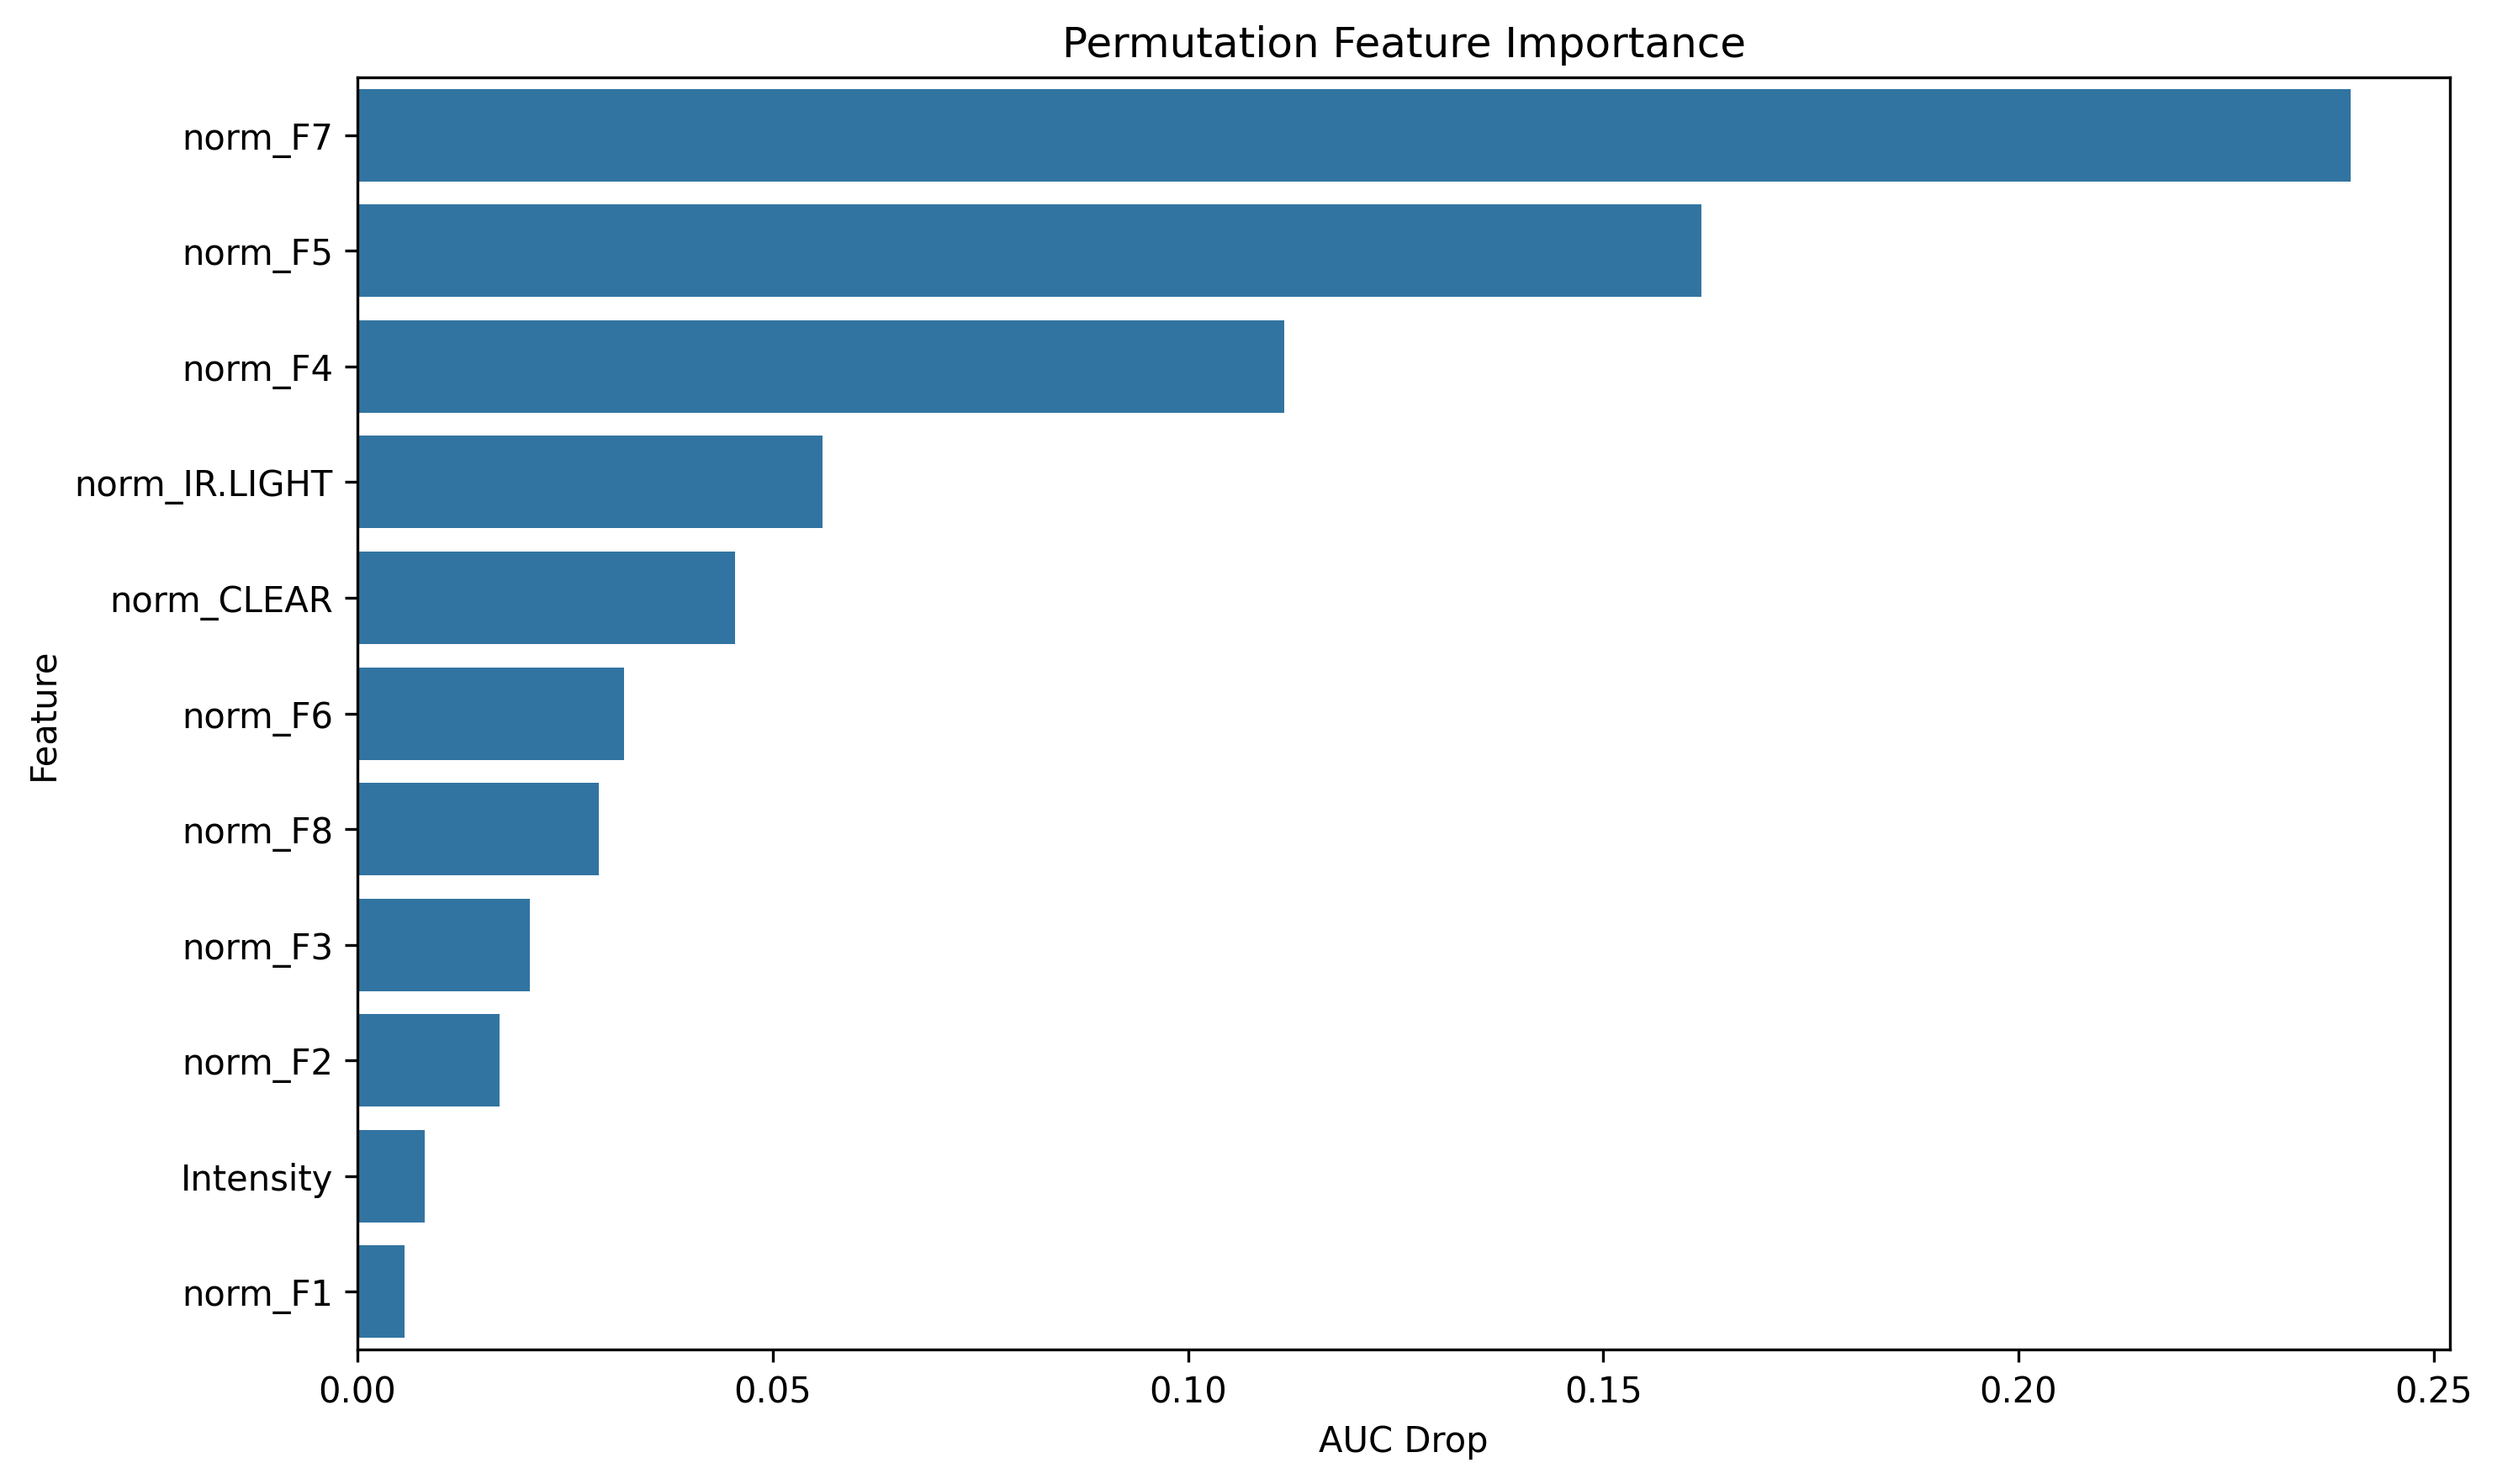 Permutation Feature Importance
norm_F7
norm_F5
norm_F4
norm_IR.LIGHT
norm_CLEAR
norm_F6
norm_F8
norm_F3
norm_F2
Intensity
norm_F1
Feature
0.00 0.05 0.10 0.15 0.20 0.25
AUC Drop